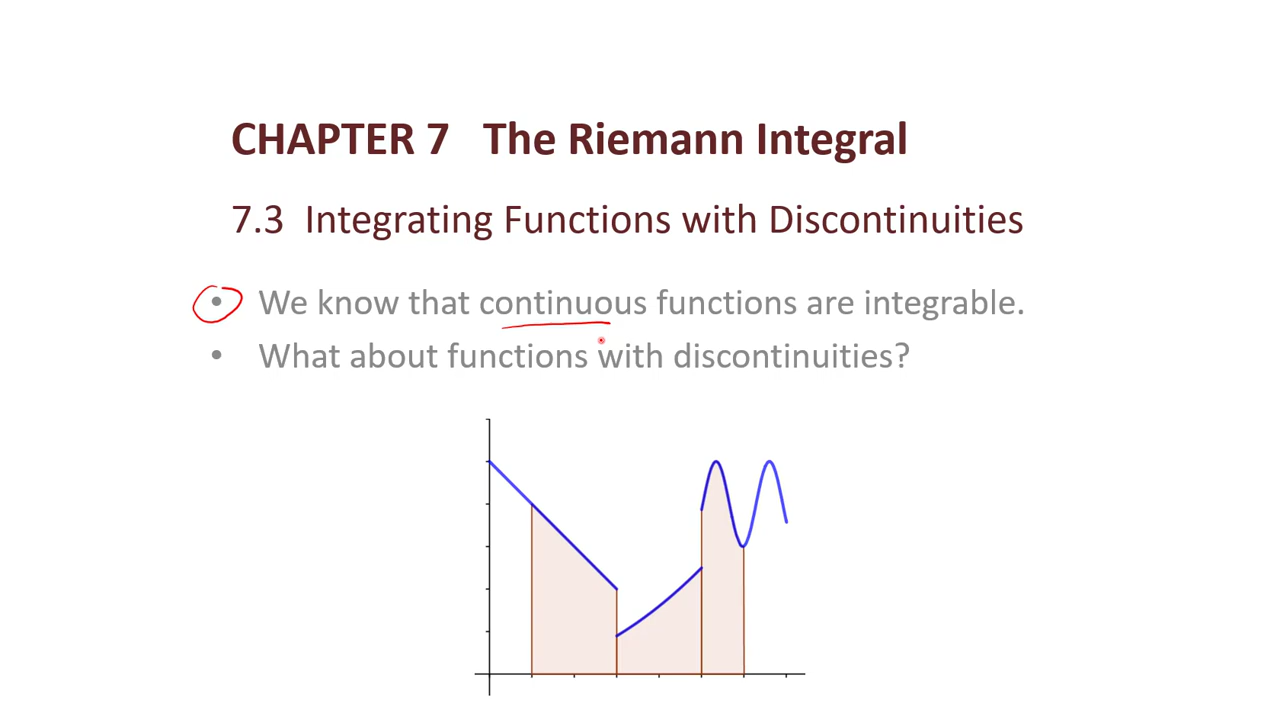 CHAPTER 7 The Riemann Integral
7.3 Integrating Functions with Discontinuities
• We know that continuous functions are integrable.
• What about functions with discontinuities?